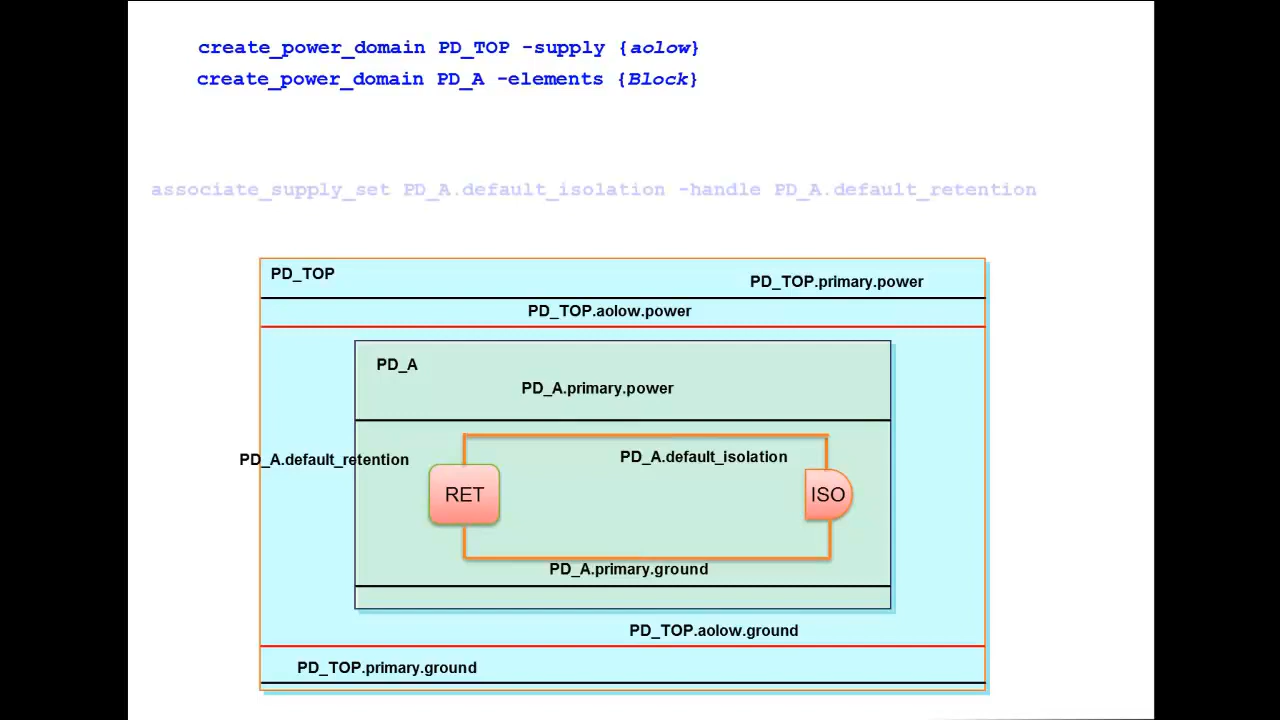 create_power_domain PD_TOP -supply {aolow}
create_power_domain PD_A -elements {Block}
associate_supply_set PD_A.default_isolation -handle PD_A.default_retention
PD_TOP
PD_TOP.primary.power
PD_TOP.aolow.power
PD_A
PD_A.primary.power
PD_A.default_retention
PD_A.default_isolation
RET
ISO
PD_A.primary.ground
PD_TOP.aolow.ground
PD_TOP.primary.ground